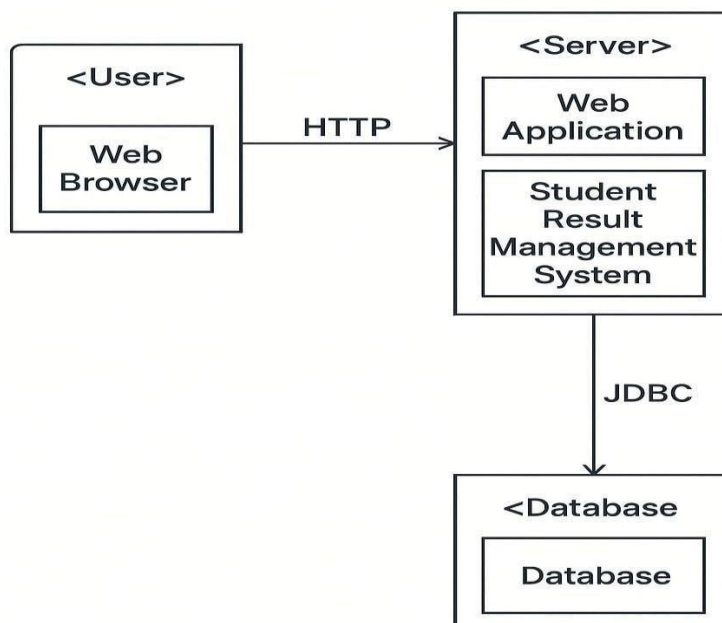 <User>
Web
Browser
HTTP
<Server>
Web
Application
Student
Result
Management
System
JDBC
<Database
Database